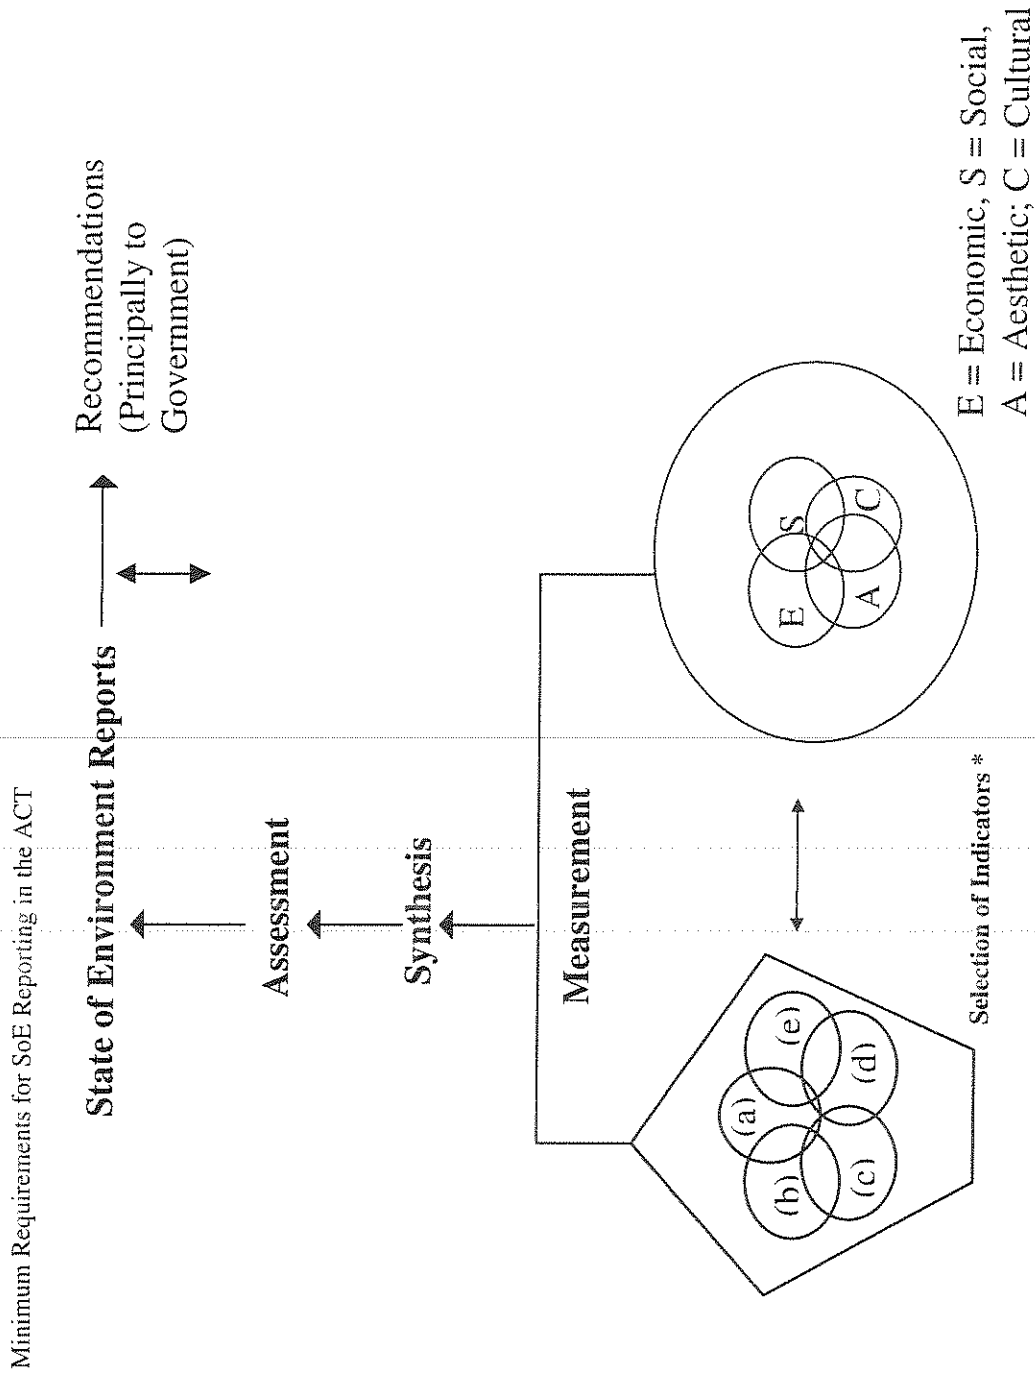 Minimum Requirements for SoE Reporting in the ACT
State of Environment Reports
Recommendations
(Principally to
Government)
Assessment
Synthesis
Measurement
(a)
(b)
(e)
(c)
(d)
E
S
A
C
Selection of Indicators *
E = Economic, S = Social,
A = Aesthetic; C = Cultural